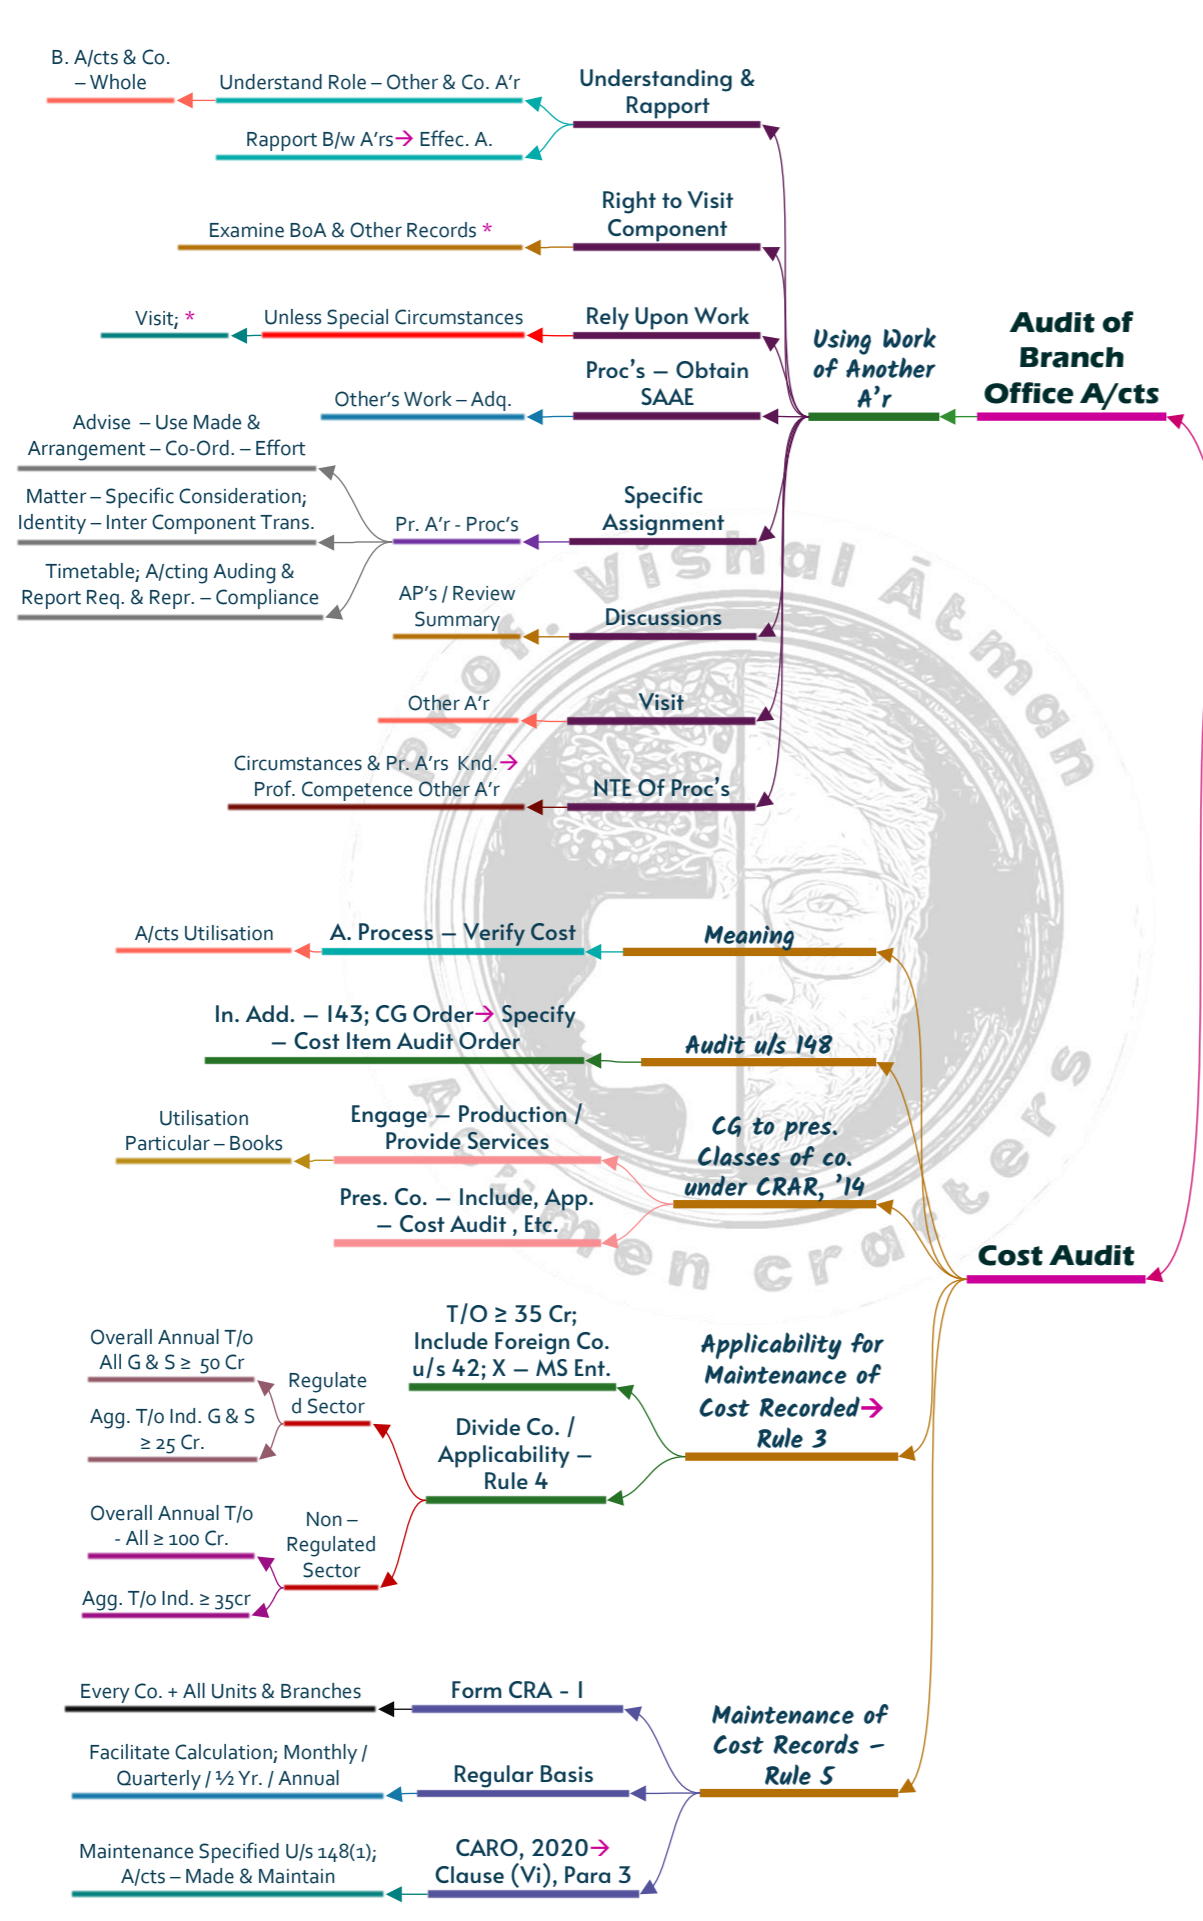 Audit of
Branch
Office A/cts
Using Work
of Another
A'r
Understanding &
Rapport
Understand Role – Other & Co. A'r
B. A/cts & Co.
– Whole
Rapport B/w A'rs→ Effec. A.
Right to Visit
Component
Examine BoA & Other Records *
Rely Upon Work
Unless Special Circumstances
Visit; *
Proc's – Obtain
SAAE
Other's Work – Adq.
Specific
Assignment
Pr. A'r - Proc's
Advise – Use Made &
Arrangement – Co-Ord. – Effort
Matter – Specific Consideration;
Identity – Inter Component Trans.
Timetable; A/cting Auding &
Report Req. & Repr. – Compliance
Discussions
AP's / Review
Summary
Visit
Other A'r
NTE Of Proc's
Circumstances & Pr. A'rs Knd.→
Prof. Competence Other A'r
Cost Audit
Meaning
A. Process – Verify Cost
A/cts Utilisation
Audit u/s 148
In. Add. – 143; CG Order→ Specify
– Cost Item Audit Order
CG to pres.
Classes of co.
under CRAR, '14
Engage – Production /
Provide Services
Utilisation
Particular – Books
Pres. Co. – Include, App.
– Cost Audit , Etc.
Applicability for
Maintenance of
Cost Recorded→
Rule 3
T/O ≥ 35 Cr;
Include Foreign Co.
u/s 42; X – MS Ent.
Divide Co. /
Applicability –
Rule 4
Regulate
d Sector
Overall Annual T/o
All G & S ≥ 50 Cr
Agg. T/o Ind. G & S
≥ 25 Cr.
Non –
Regulated
Sector
Overall Annual T/o
- All ≥ 100 Cr.
Agg. T/o Ind. ≥ 35cr
Maintenance of
Cost Records –
Rule 5
Form CRA - 1
Every Co. + All Units & Branches
Regular Basis
Facilitate Calculation; Monthly /
Quarterly / ½ Yr. / Annual
CARO, 2020→
Clause (Vi), Para 3
Maintenance Specified U/s 148(1);
A/cts – Made & Maintain
Prof. Vishal Ātman
Acumen crafters